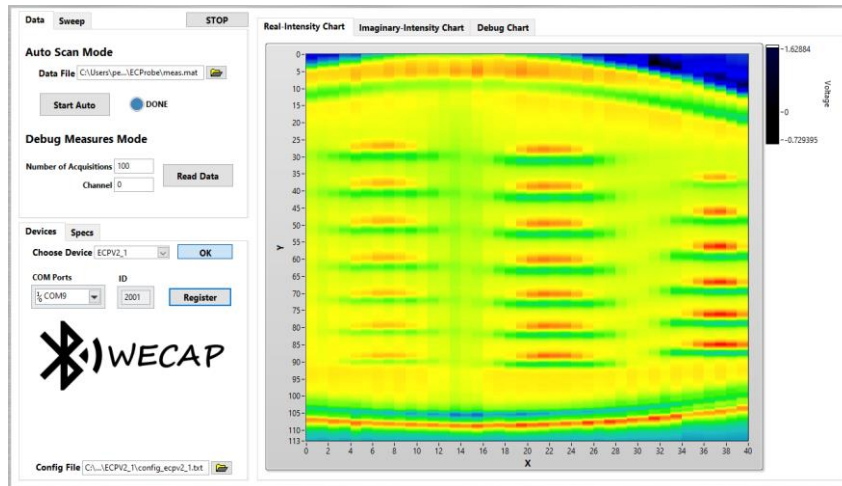 Data Sweep STOP
Auto Scan Mode
Data File C:\Users\pe...\ECProbe\meas.mat
Start Auto DONE
Debug Measures Mode
Number of Acquisitions 100
Channel 0
Read Data
Devices Specs
Choose Device ECPV2_1 OK
COM Ports ID
COM9 2001 Register
WECAP
Config File C:\...\ECPV2_1\config_ecpv2_1.txt
Real-Intensity Chart Imaginary-Intensity Chart Debug Chart
Y
0
5
10
15
20
25
30
35
40
45
50
55
60
65
70
75
80
85
90
95
100
105
113
0 2 4 6 8 10 12 14 16 18 20 22 24 26 28 30 32 34 36 38 40
X
1.62884
0
-0.729395
Voltage